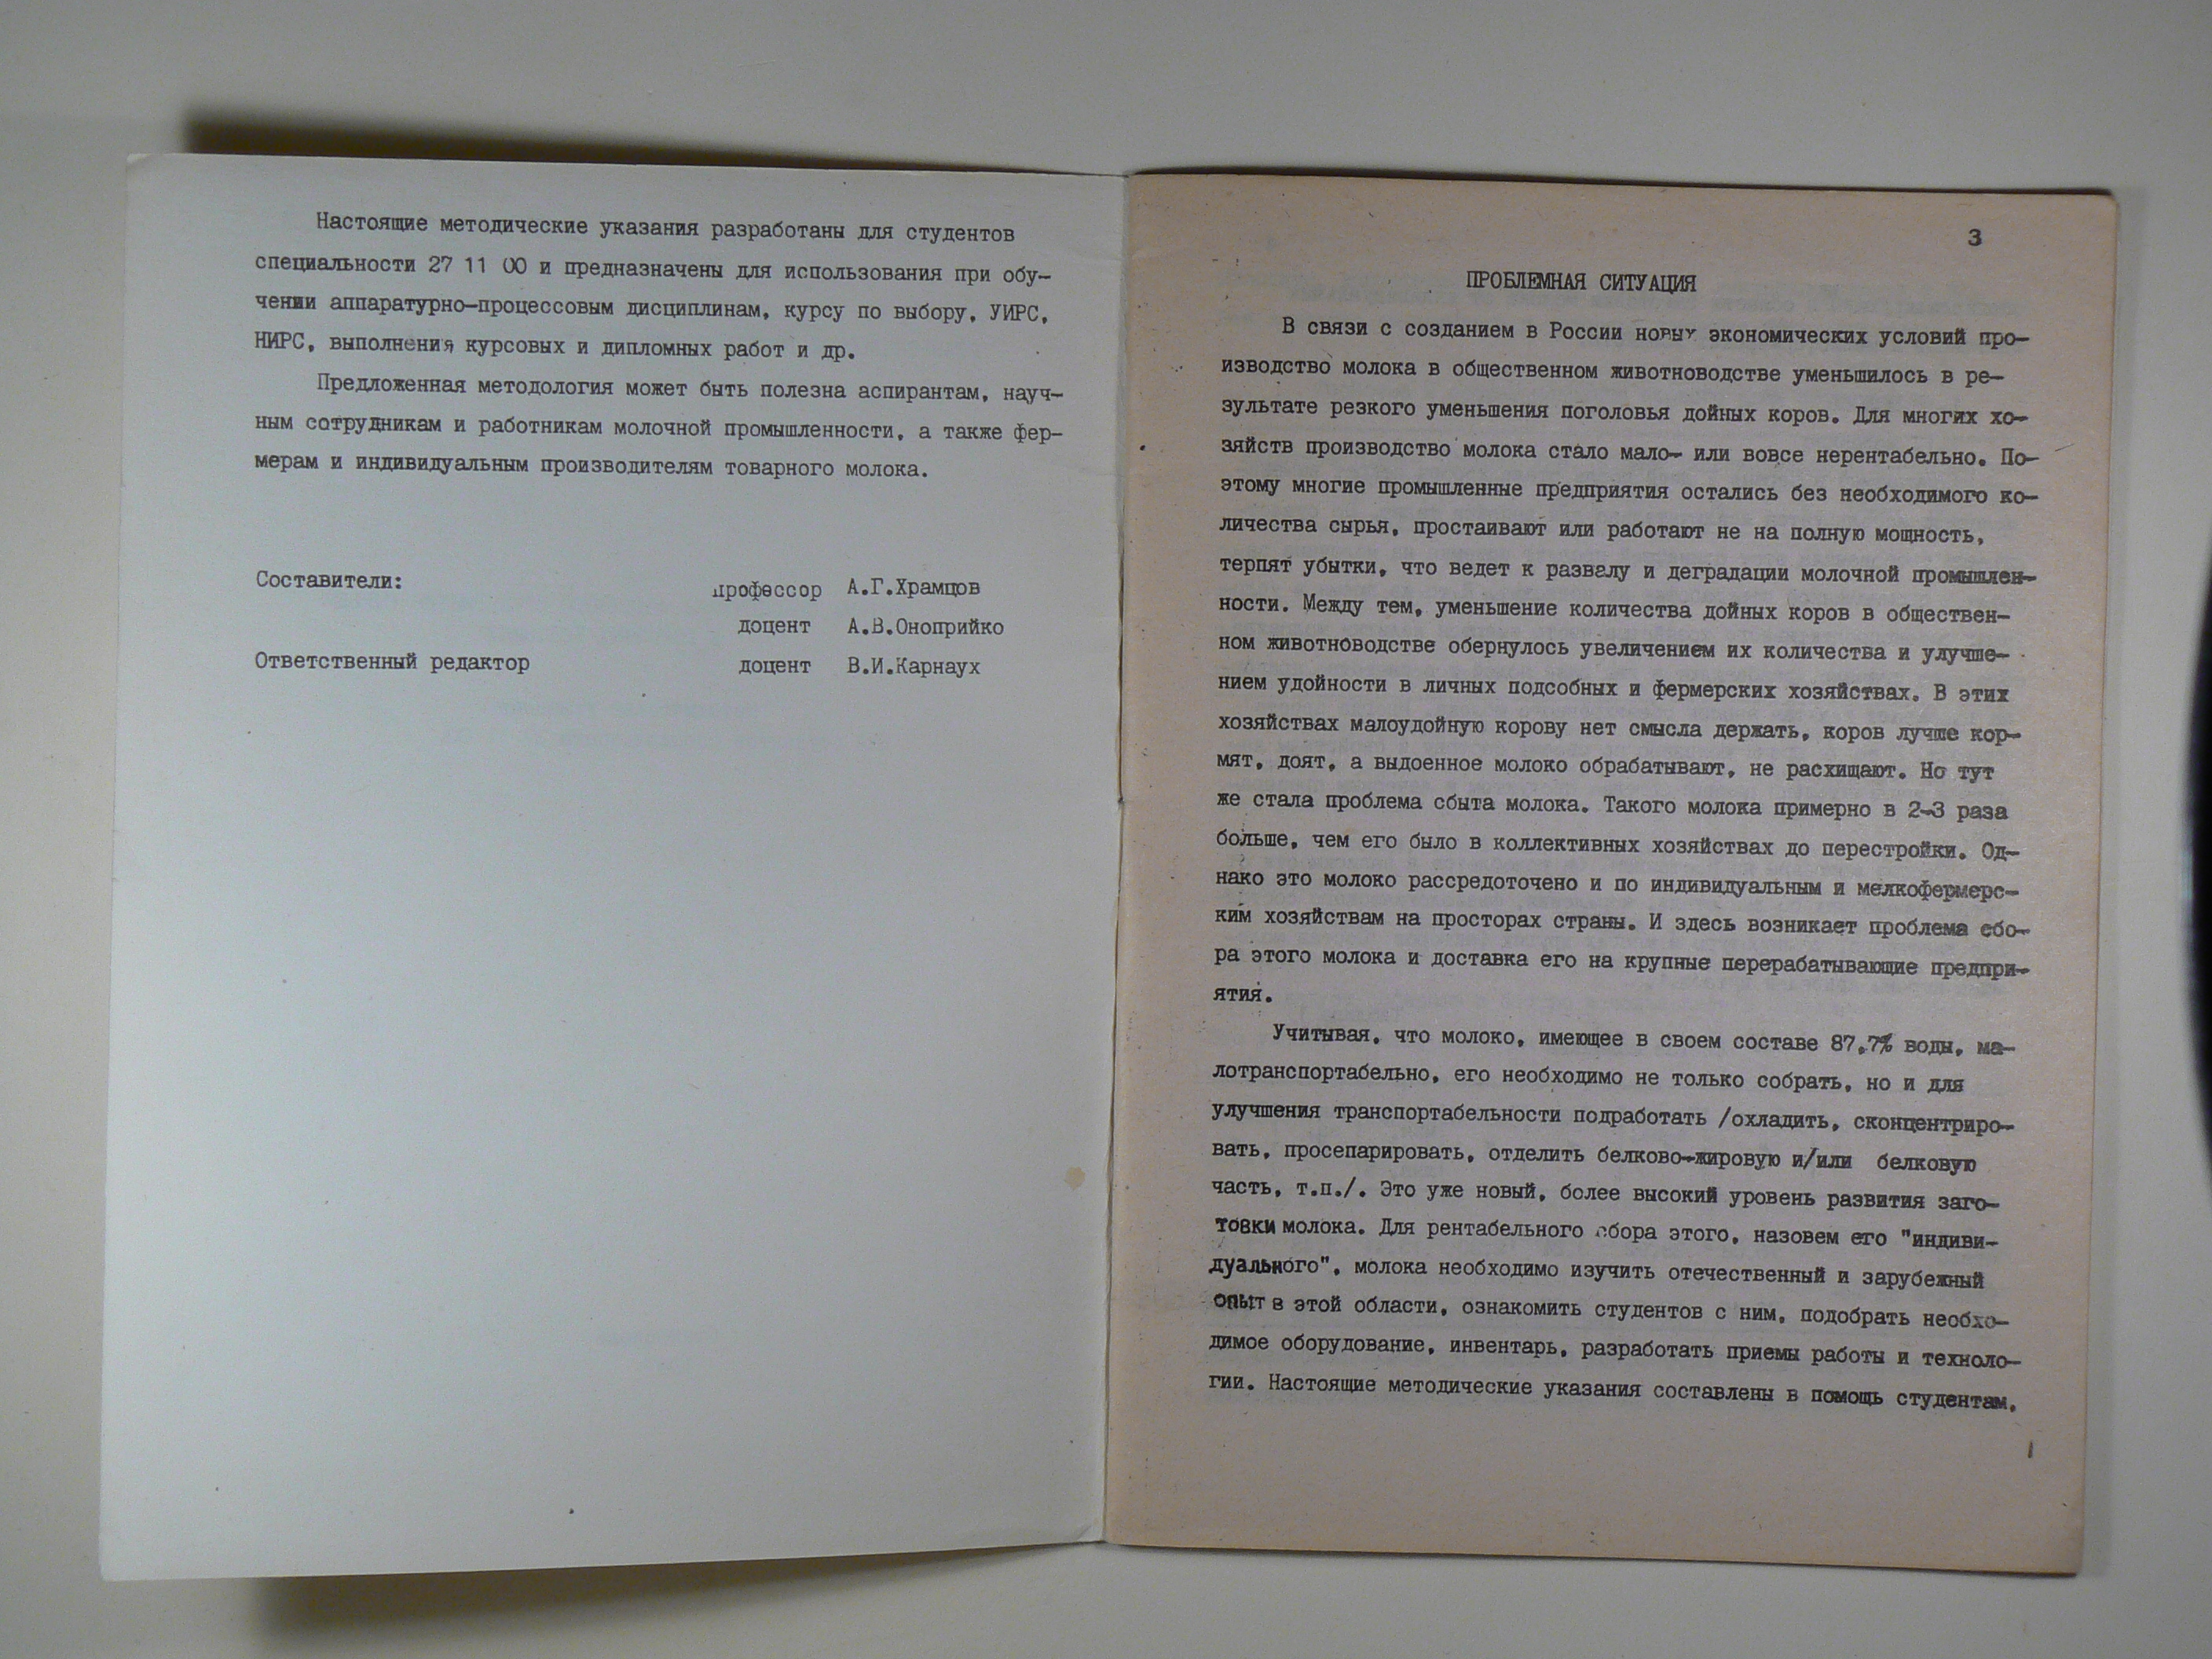 Настоящие методические указания разработаны для студентов
специальности 27 11 00 и предназначены для использования при обу-
чении аппаратурно-процессовым дисциплинам, курсу по выбору, УИРС,
НИРС, выполнения курсовых и дипломных работ и др.
Предложенная методология может быть полезна аспирантам, науч-
ным сотрудникам и работникам молочной промышленности, а также фер-
мерам и индивидуальным производителям товарного молока.
Составители: профессор А.Г.Храмцов
доцент А.В.Оноприйко
Ответственный редактор доцент В.И.Карнаух
3
ПРОБЛЕМНАЯ СИТУАЦИЯ
В связи с созданием в России новых экономических условий про-
изводство молока в общественном животноводстве уменьшилось в ре-
зультате резкого уменьшения поголовья дойных коров. Для многих хо-
зяйств производство молока стало мало- или вовсе нерентабельно. По-
этому многие промышленные предприятия остались без необходимого ко-
личества сырья, простаивают или работают не на полную мощность,
терпят убытки, что ведет к развалу и деградации молочной промышлен-
ности. Между тем, уменьшение количества дойных коров в обществен-
ном животноводстве обернулось увеличением их количества и улучше-
нием удойности в личных подсобных и фермерских хозяйствах. В этих
хозяйствах малоудойную корову нет смысла держать, коров лучше кор-
мят, доят, а выдоенное молоко обрабатывают, не расхищают. Но тут
же стала проблема сбыта молока. Такого молока примерно в 2-3 раза
больше, чем его было в коллективных хозяйствах до перестройки. Од-
нако это молоко рассредоточено и по индивидуальным и мелкофермерс-
ким хозяйствам на просторах страны. И здесь возникает проблема сбо-
ра этого молока и доставка его на крупные перерабатывающие предпри-
ятия.
Учитывая, что молоко, имеющее в своем составе 87,7% воды, ма-
лотранспортабельно, его необходимо не только собрать, но и для
улучшения транспортабельности подработать /охладить, сконцентриро-
вать, просепарировать, отделить белково-жировую и/или белковую
часть, т.п./. Это уже новый, более высокий уровень развития заго-
товки молока. Для рентабельного сбора этого, назовем его "индиви-
дуального", молока необходимо изучить отечественный и зарубежный
опыт в этой области, ознакомить студентов с ним, подобрать необхо-
димое оборудование, инвентарь, разработать приемы работы и техноло-
гии. Настоящие методические указания составлены в помощь студентам,